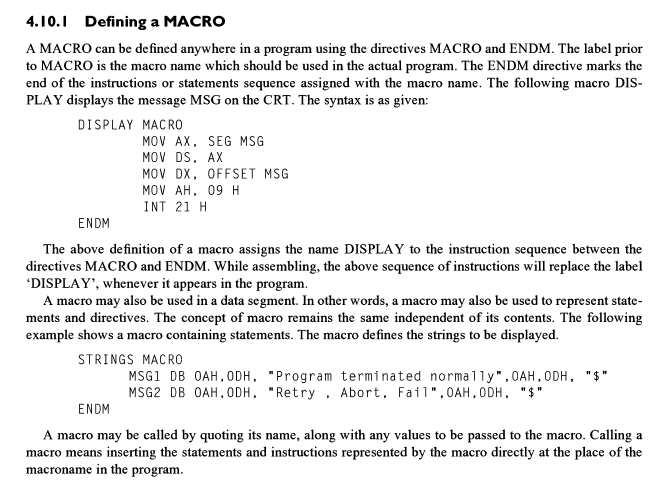 4.10.1 Defining a MACRO
A MACRO can be defined anywhere in a program using the directives MACRO and ENDM. The label prior
to MACRO is the macro name which should be used in the actual program. The ENDM directive marks the
end of the instructions or statements sequence assigned with the macro name. The following macro DIS-
PLAY displays the message MSG on the CRT. The syntax is as given:
DISPLAY MACRO
MOV AX, SEG MSG
MOV DS, AX
MOV DX, OFFSET MSG
MOV AH, 09 H
INT 21 H
ENDM
The above definition of a macro assigns the name DISPLAY to the instruction sequence between the
directives MACRO and ENDM. While assembling, the above sequence of instructions will replace the label
‘DISPLAY’, whenever it appears in the program.
A macro may also be used in a data segment. In other words, a macro may also be used to represent state-
ments and directives. The concept of macro remains the same independent of its contents. The following
example shows a macro containing statements. The macro defines the strings to be displayed.
STRINGS MACRO
MSG1 DB 0AH,0DH, "Program terminated normally",0AH,0DH, "$"
MSG2 DB 0AH,0DH, "Retry , Abort, Fail",0AH,0DH, "$"
ENDM
A macro may be called by quoting its name, along with any values to be passed to the macro. Calling a
macro means inserting the statements and instructions represented by the macro directly at the place of the
macroname in the program.